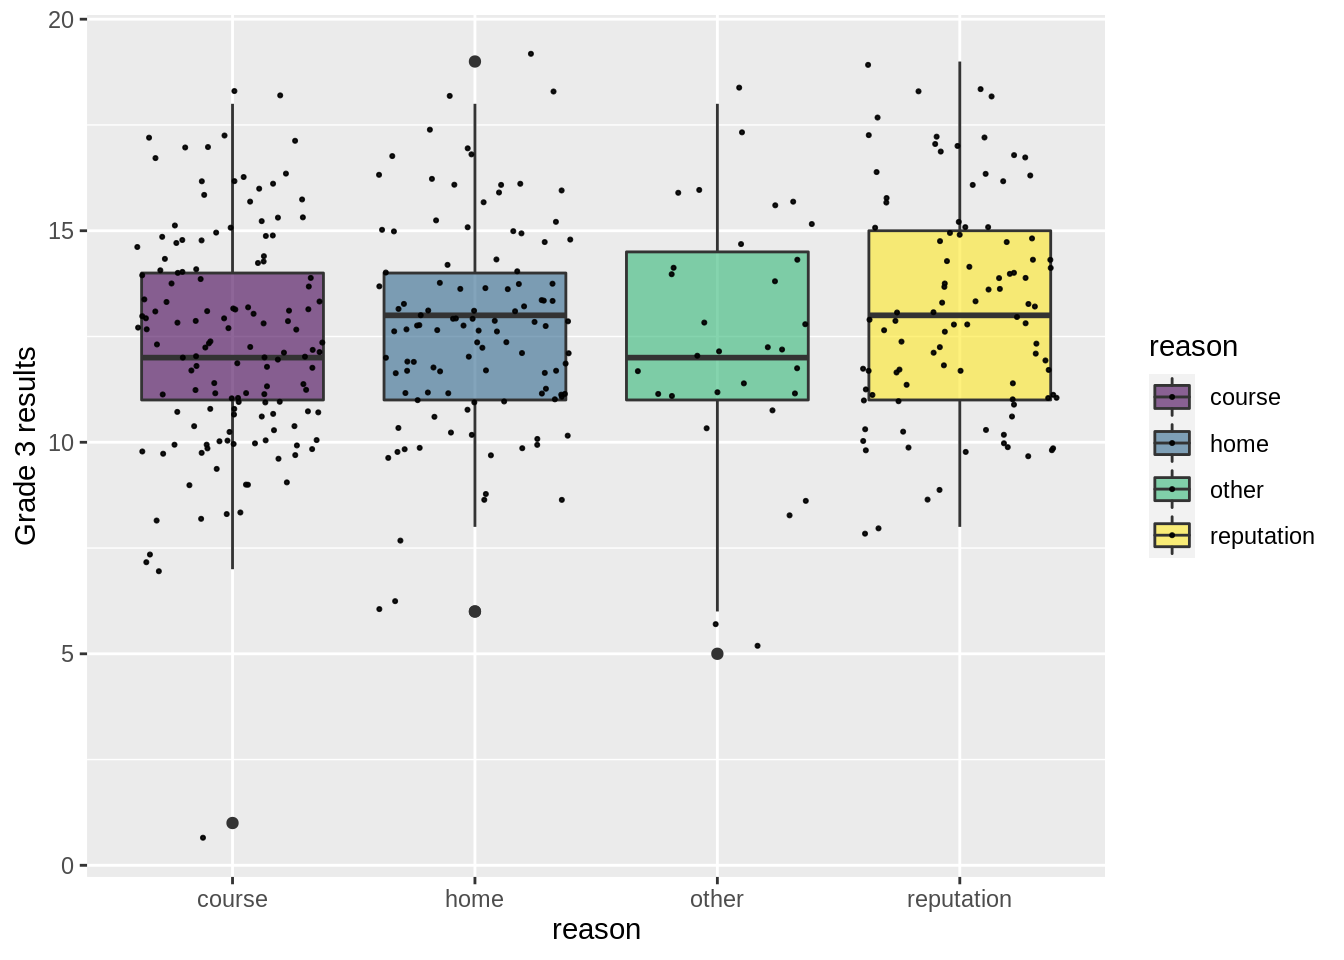 20
15
10
5
0
Grade 3 results
course
home
other
reputation
reason
reason
course
home
other
reputation